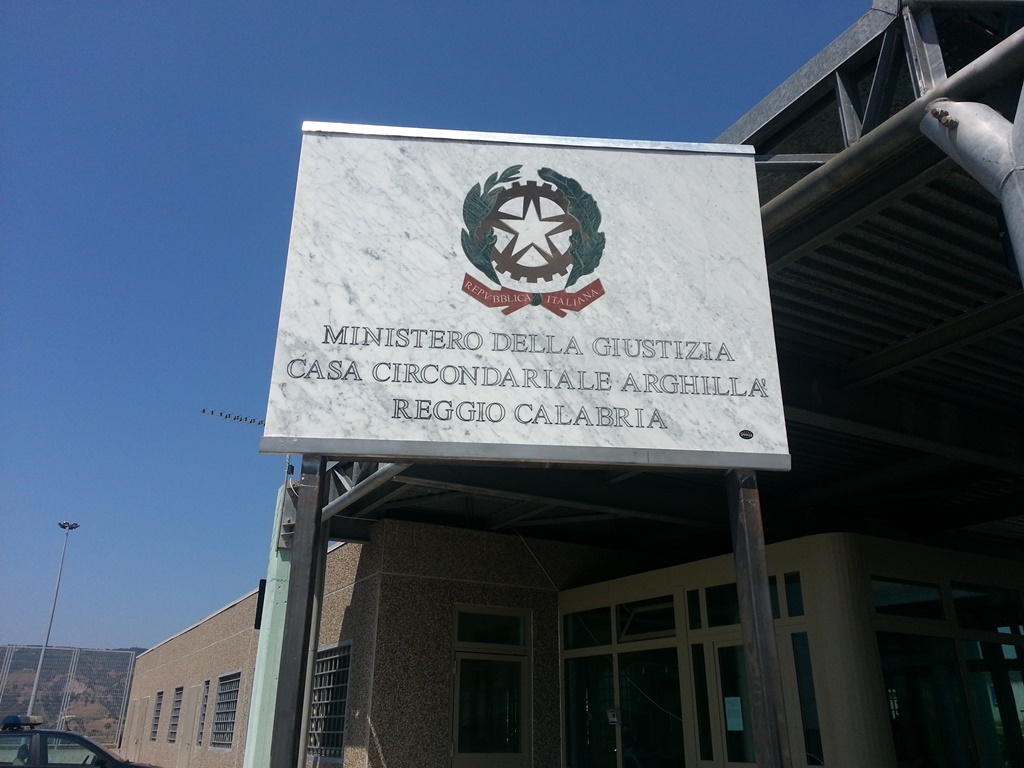 REPVBBLICA ITALIANA
MINISTERO DELLA GIUSTIZIA
CASA CIRCONDARIALE ARGHILLA'
REGGIO CALABRIA